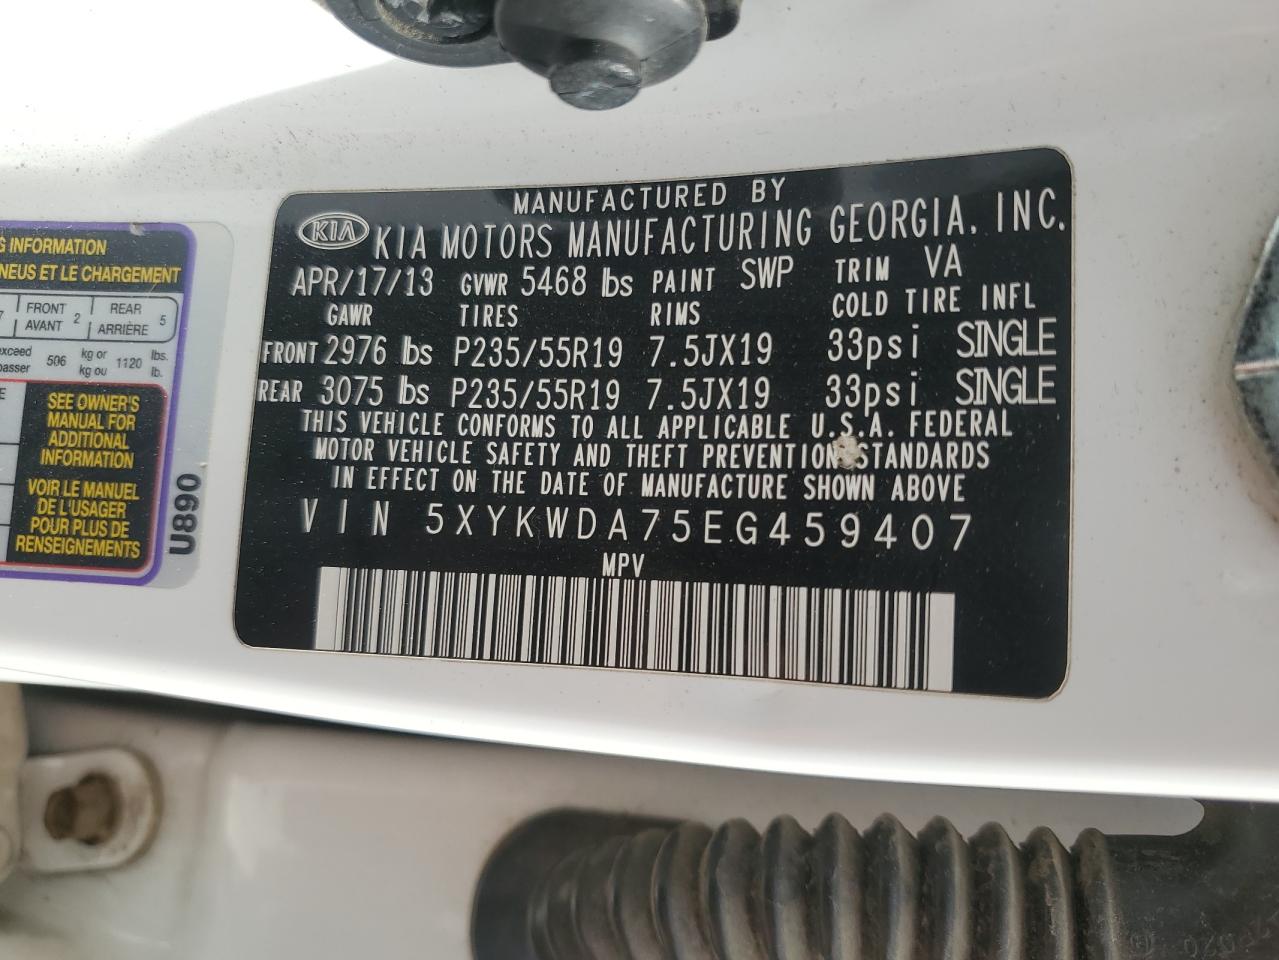 MANUFACTURED BY
KIA KIA MOTORS MANUFACTURING GEORGIA, INC.
APR/17/13 GVWR 5468 lbs PAINT SWP TRIM VA
GAWR TIRES RIMS COLD TIRE INFL
FRONT 2976 lbs P235/55R19 7.5JX19 33psi SINGLE
REAR 3075 lbs P235/55R19 7.5JX19 33psi SINGLE
THIS VEHICLE CONFORMS TO ALL APPLICABLE U.S.A. FEDERAL
MOTOR VEHICLE SAFETY AND THEFT PREVENTION STANDARDS
IN EFFECT ON THE DATE OF MANUFACTURE SHOWN ABOVE
VIN 5XYKWDA75EG459407
MPV
INFORMATION
PNEUS ET LE CHARGEMENT
FRONT 2 REAR 5
AVANT ARRIÈRE
exceed 506 kg or 1120 lbs.
kg ou lb.
SEE OWNER'S
MANUAL FOR
ADDITIONAL
INFORMATION
VOIR LE MANUEL
DE L'USAGER
POUR PLUS DE
RENSEIGNEMENTS
U890